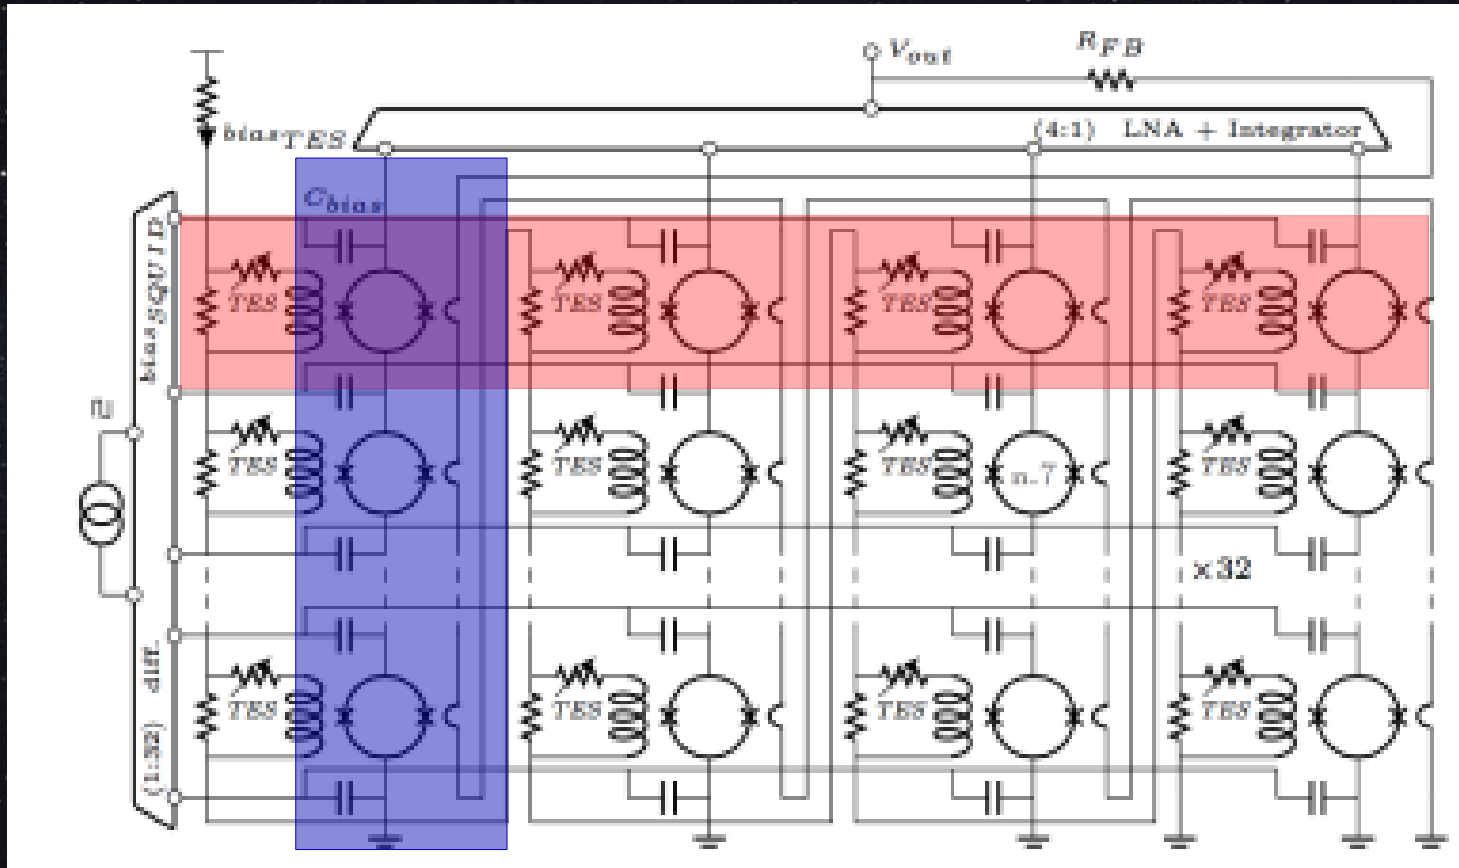 V_out
R_FB
bias_TES
(4:1) LNA + Integrator
C_bias
bias_SQUID
TES
TES
TES
TES
TES
TES
TES
n.7
TES
×32
(1:32) diff.
TES
TES
TES
TES